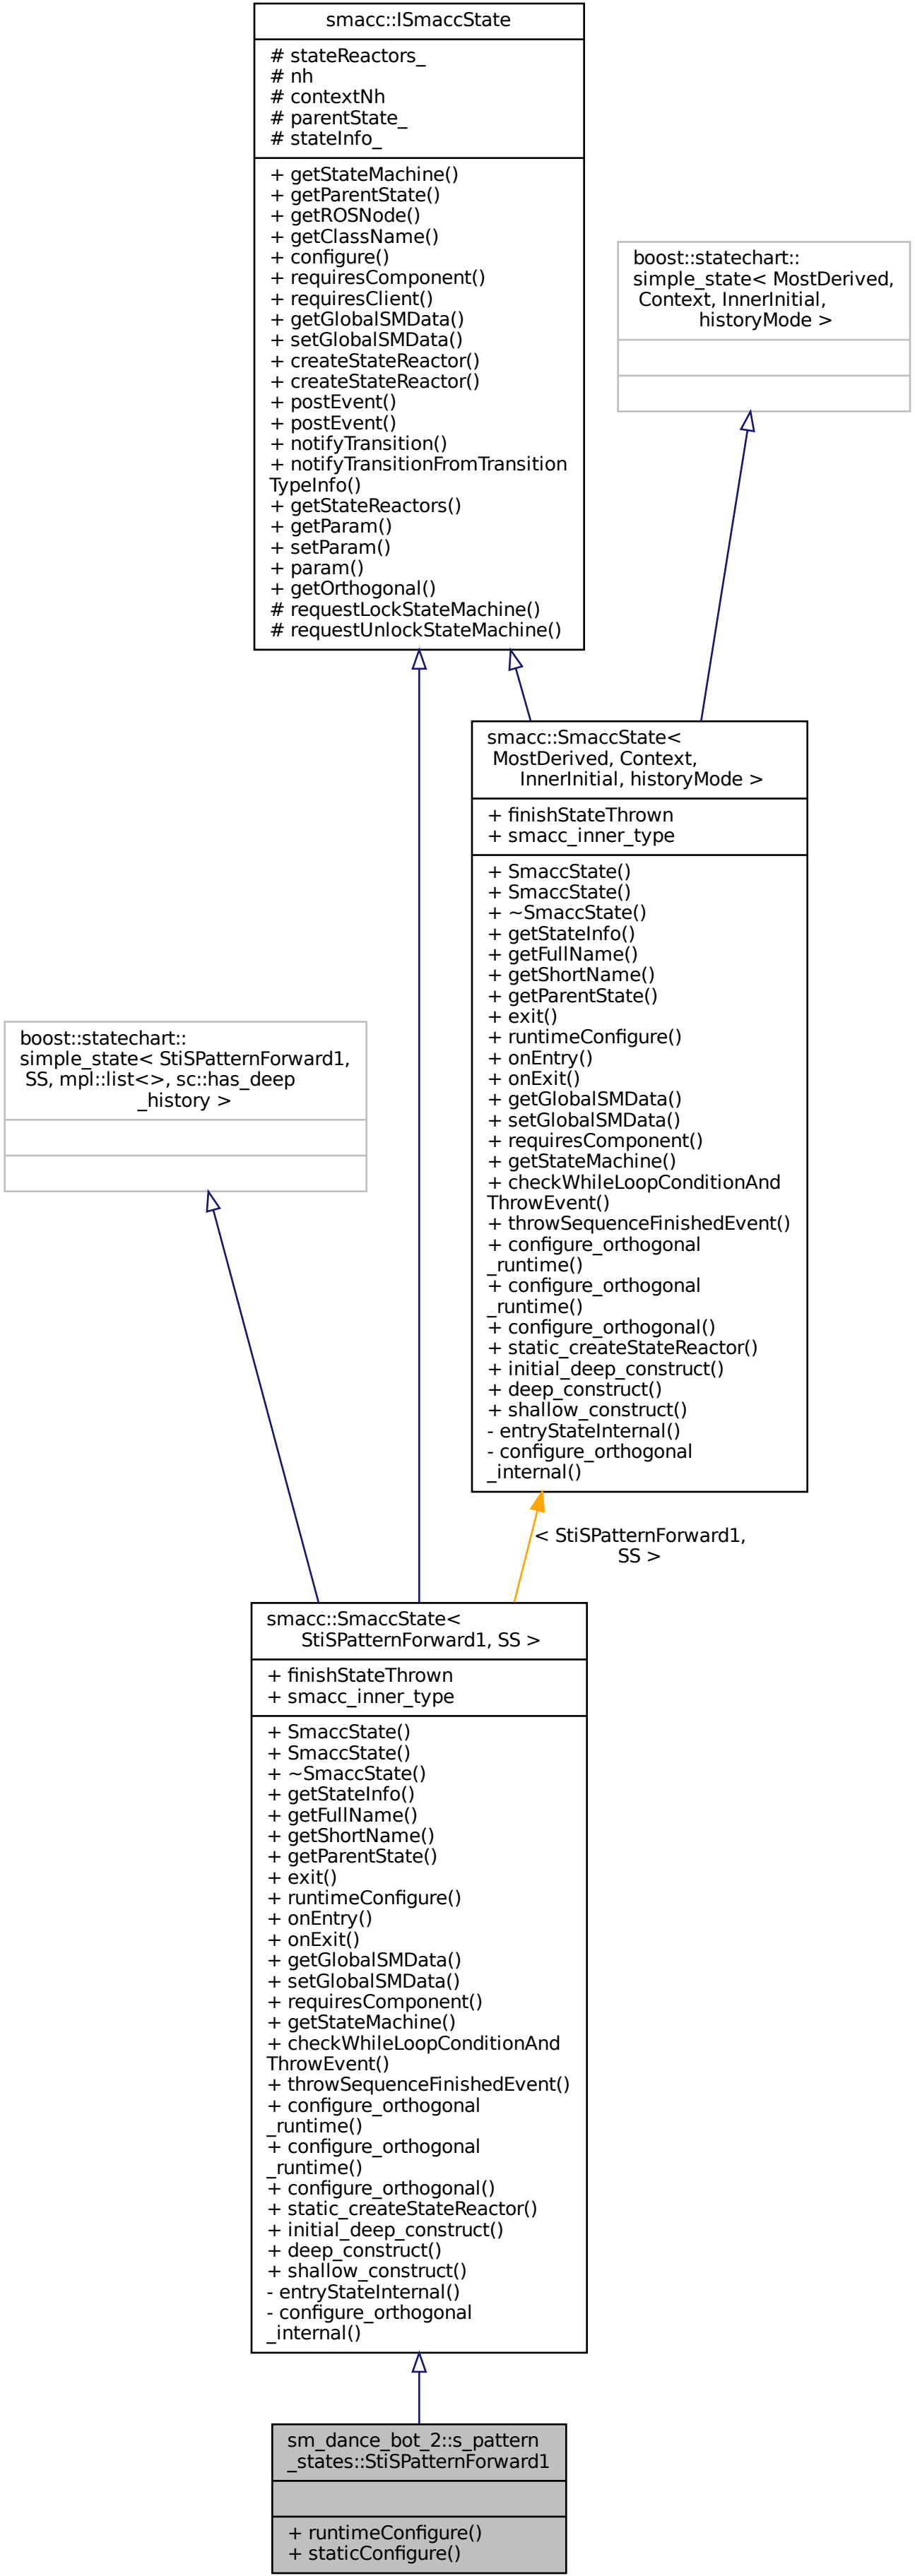 smacc::ISmaccState
# stateReactors_
# nh
# contextNh
# parentState_
# stateInfo_
+ getStateMachine()
+ getParentState()
+ getROSNode()
+ getClassName()
+ configure()
+ requiresComponent()
+ requiresClient()
+ getGlobalSMData()
+ setGlobalSMData()
+ createStateReactor()
+ createStateReactor()
+ postEvent()
+ postEvent()
+ notifyTransition()
+ notifyTransitionFromTransition
TypeInfo()
+ getStateReactors()
+ getParam()
+ setParam()
+ param()
+ getOrthogonal()
# requestLockStateMachine()
# requestUnlockStateMachine()
boost::statechart::
simple_state< MostDerived,
Context, InnerInitial,
historyMode >
smacc::SmaccState<
MostDerived, Context,
InnerInitial, historyMode >
+ finishStateThrown
+ smacc_inner_type
+ SmaccState()
+ SmaccState()
+ ~SmaccState()
+ getStateInfo()
+ getFullName()
+ getShortName()
+ getParentState()
+ exit()
+ runtimeConfigure()
+ onEntry()
+ onExit()
+ getGlobalSMData()
+ setGlobalSMData()
+ requiresComponent()
+ getStateMachine()
+ checkWhileLoopConditionAnd
ThrowEvent()
+ throwSequenceFinishedEvent()
+ configure_orthogonal
_runtime()
+ configure_orthogonal
_runtime()
+ configure_orthogonal()
+ static_createStateReactor()
+ initial_deep_construct()
+ deep_construct()
+ shallow_construct()
- entryStateInternal()
- configure_orthogonal
_internal()
boost::statechart::
simple_state< StiSPatternForward1,
SS, mpl::list<>, sc::has_deep
_history >
< StiSPatternForward1,
SS >
smacc::SmaccState<
StiSPatternForward1, SS >
+ finishStateThrown
+ smacc_inner_type
+ SmaccState()
+ SmaccState()
+ ~SmaccState()
+ getStateInfo()
+ getFullName()
+ getShortName()
+ getParentState()
+ exit()
+ runtimeConfigure()
+ onEntry()
+ onExit()
+ getGlobalSMData()
+ setGlobalSMData()
+ requiresComponent()
+ getStateMachine()
+ checkWhileLoopConditionAnd
ThrowEvent()
+ throwSequenceFinishedEvent()
+ configure_orthogonal
_runtime()
+ configure_orthogonal
_runtime()
+ configure_orthogonal()
+ static_createStateReactor()
+ initial_deep_construct()
+ deep_construct()
+ shallow_construct()
- entryStateInternal()
- configure_orthogonal
_internal()
sm_dance_bot_2::s_pattern
_states::StiSPatternForward1
+ runtimeConfigure()
+ staticConfigure()